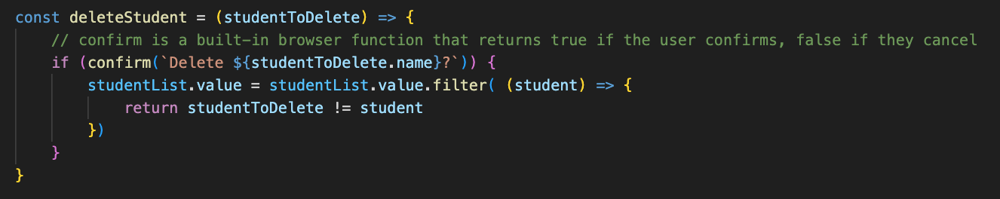 const deleteStudent = (studentToDelete) => {
    // confirm is a built-in browser function that returns true if the user confirms, false if they cancel
    if (confirm(`Delete ${studentToDelete.name}?`)) {
        studentList.value = studentList.value.filter( (student) => {
            return studentToDelete != student
        })
    }
}